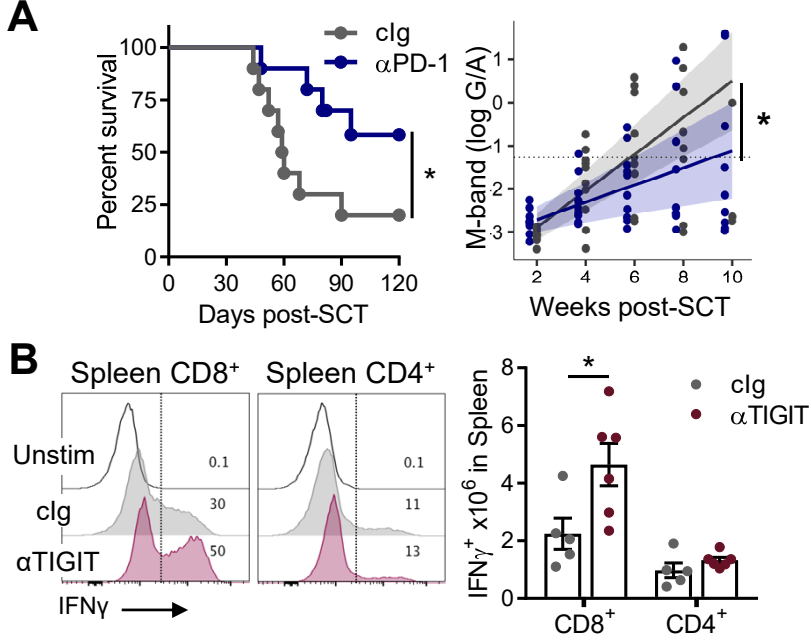 A
cIg
αPD-1
Percent survival
100
75
50
25
0
*
0 30 60 90 120
Days post-SCT
M-band (log G/A)
1
0
-1
-2
-3
*
2 4 6 8 10
Weeks post-SCT
B
Spleen CD8+
Spleen CD4+
Unstim
0.1
0.1
cIg
30
11
αTIGIT
50
13
IFNγ
IFNγ+ x10⁶ in Spleen
8
6
4
2
0
*
cIg
αTIGIT
CD8+ CD4+